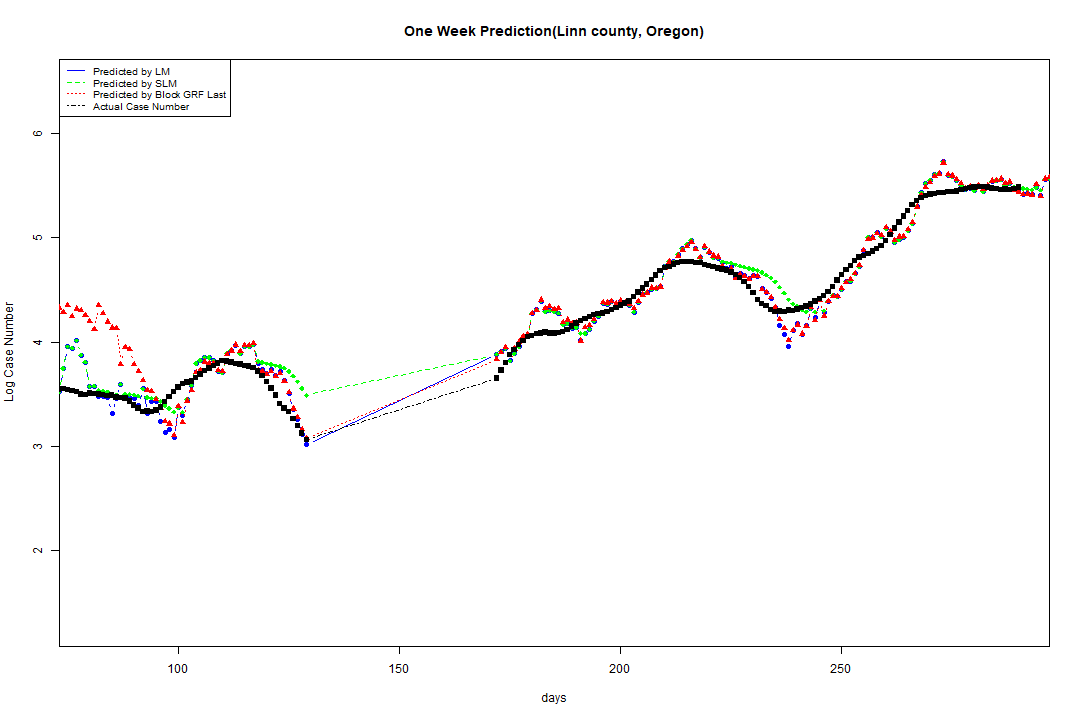 One Week Prediction(Linn county, Oregon)
Predicted by LM
Predicted by SLM
Predicted by Block GRF Last
Actual Case Number
6
5
4
3
2
Log Case Number
100
150
200
250
days